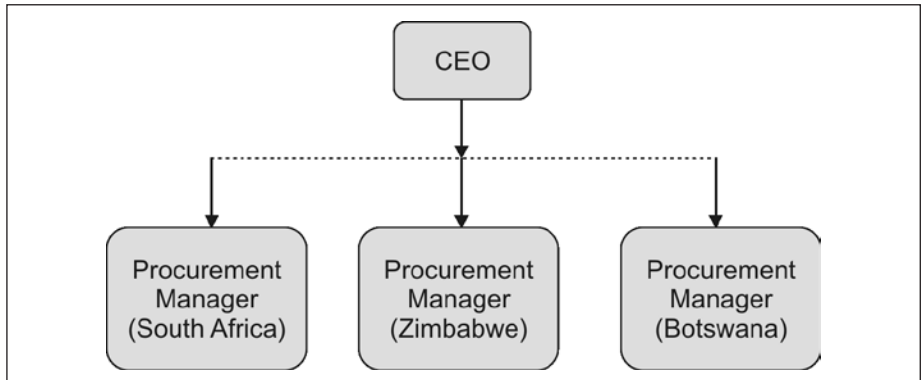 CEO
Procurement
Manager
(South Africa)
Procurement
Manager
(Zimbabwe)
Procurement
Manager
(Botswana)